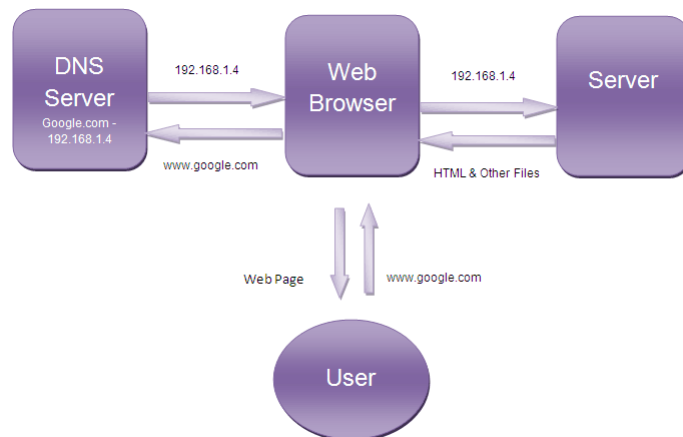 DNS
Server
Google.com -
192.168.1.4
192.168.1.4
www.google.com
Web
Browser
192.168.1.4
HTML & Other Files
Server
Web Page
www.google.com
User